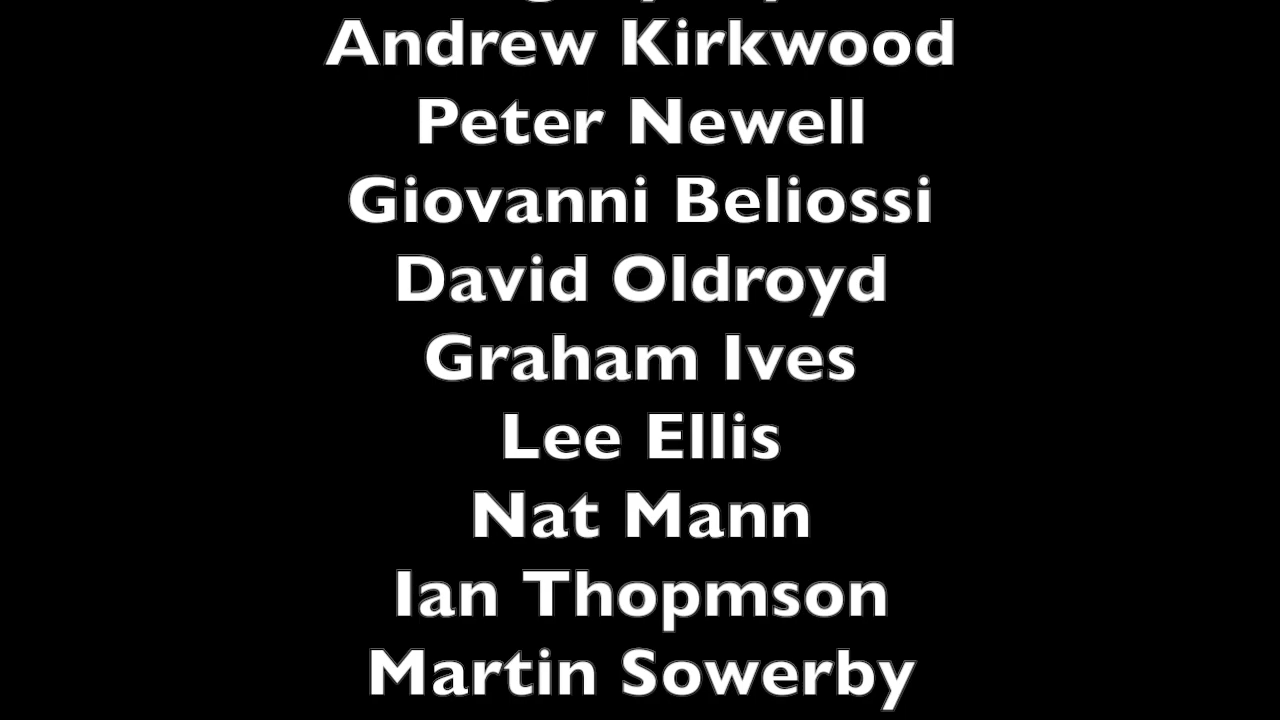 Andrew Kirkwood
Peter Newell
Giovanni Beliossi
David Oldroyd
Graham Ives
Lee Ellis
Nat Mann
Ian Thopmson
Martin Sowerby